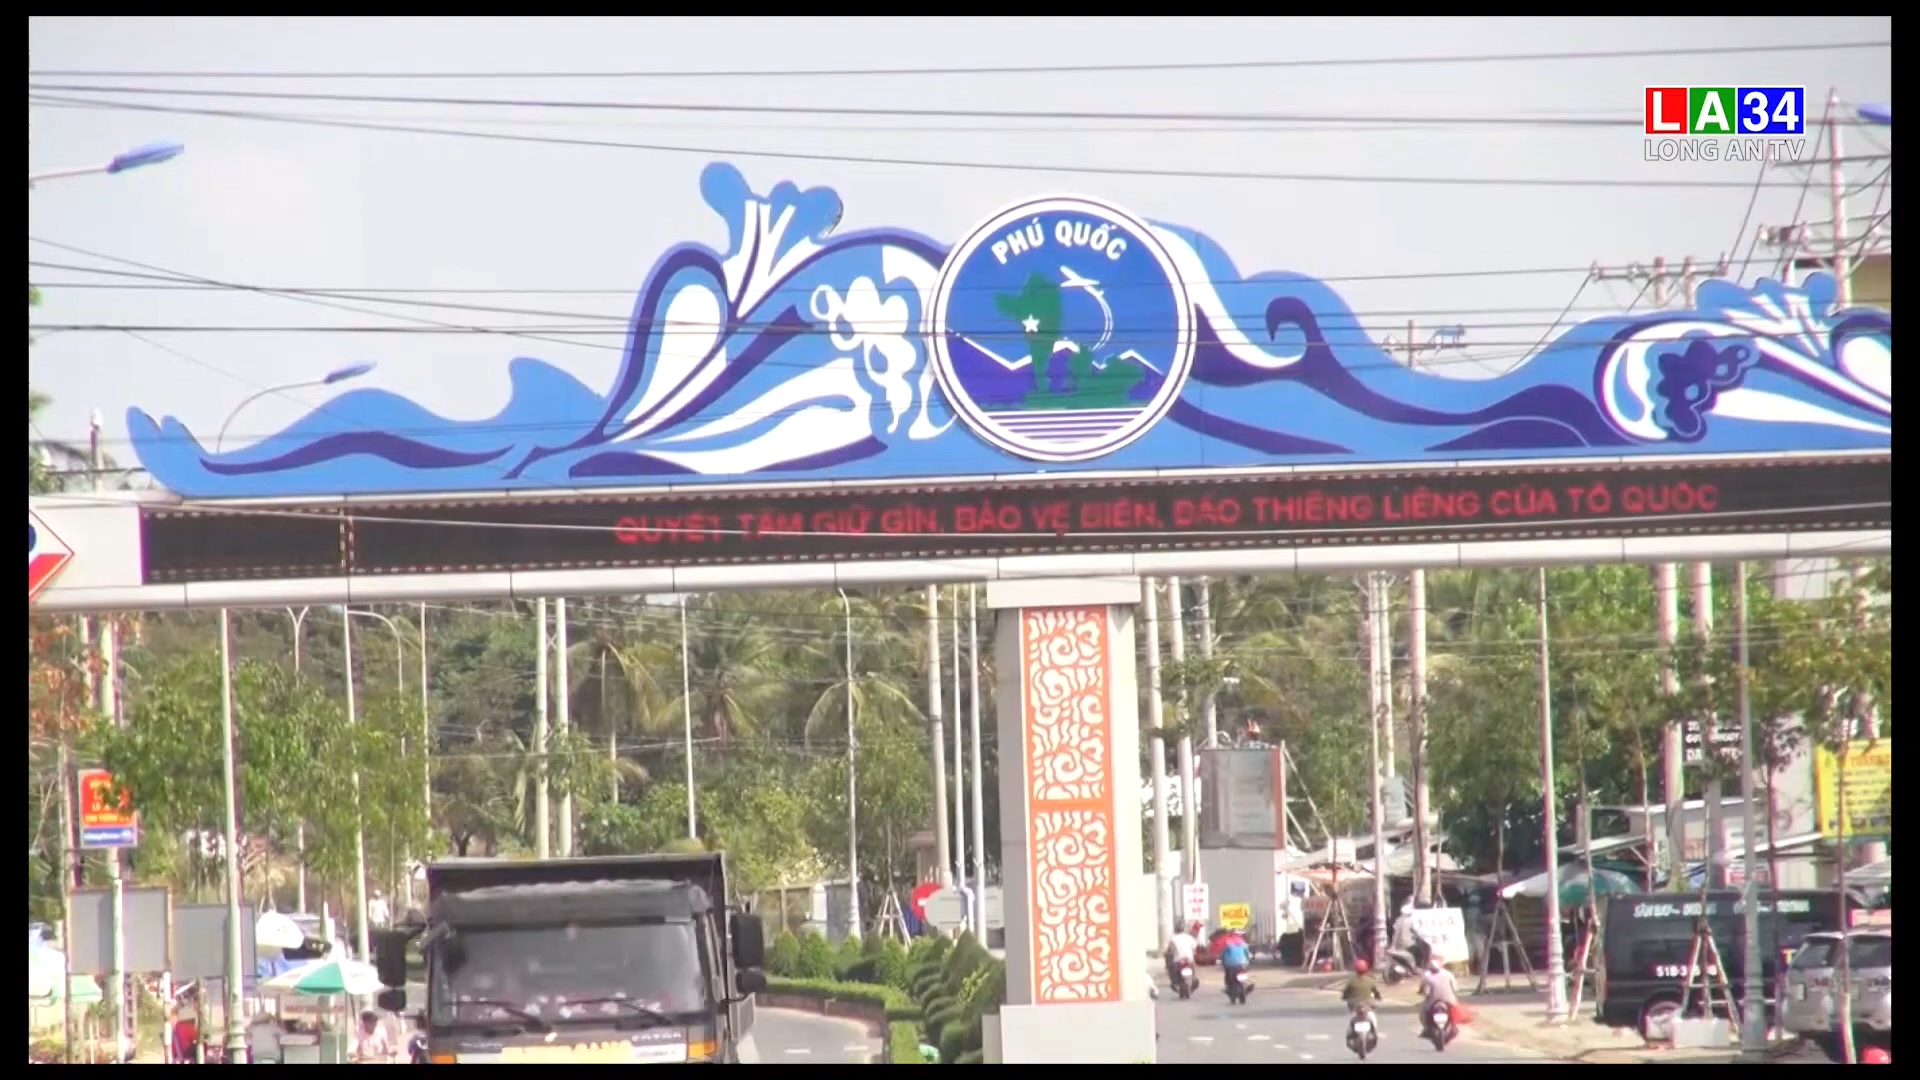 LA34
LONG AN TV
PHÚ QUỐC
QUYẾT TÂM GIỮ GÌN, BẢO VỆ BIỂN, ĐẢO THIÊNG LIÊNG CỦA TỔ QUỐC
NGHĨA